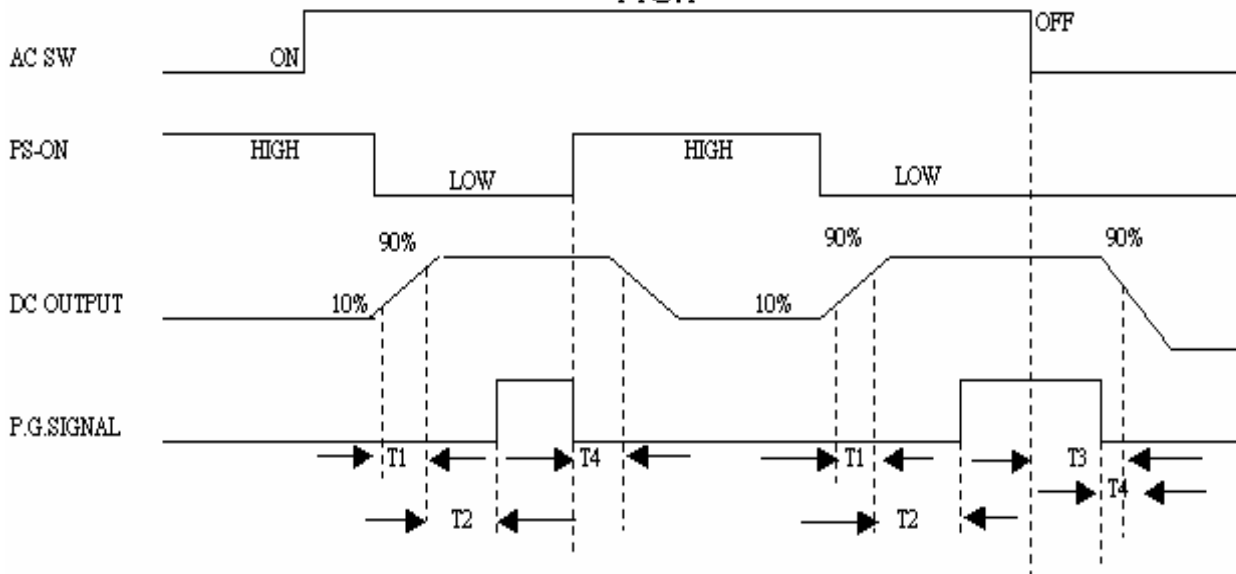 OFF
AC SW
ON
PS-ON
HIGH
LOW
HIGH
LOW
90%
90%
90%
DC OUTPUT
10%
10%
P.G.SIGNAL
T1
T4
T1
T3
T4
T2
T2